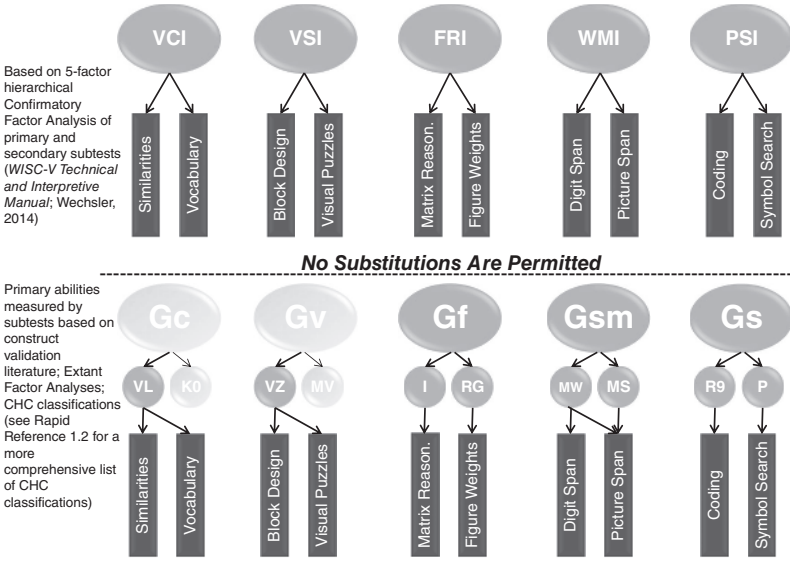 VCI
VSI
FRI
WMI
PSI
Based on 5-factor
hierarchical
Confirmatory
Factor Analysis of
primary and
secondary subtests
(WISC-V Technical
and Interpretive
Manual; Wechsler,
2014)
Similarities
Vocabulary
Block Design
Visual Puzzles
Matrix Reason.
Figure Weights
Digit Span
Picture Span
Coding
Symbol Search
No Substitutions Are Permitted
Primary abilities
measured by
subtests based on
construct
validation
literature; Extant
Factor Analyses;
CHC classifications
(see Rapid
Reference 1.2 for a
more
comprehensive list
of CHC
classifications)
Gc
Gv
Gf
Gsm
Gs
VL
K0
VZ
MV
I
RG
MW
MS
R9
P
Similarities
Vocabulary
Block Design
Visual Puzzles
Matrix Reason.
Figure Weights
Digit Span
Picture Span
Coding
Symbol Search